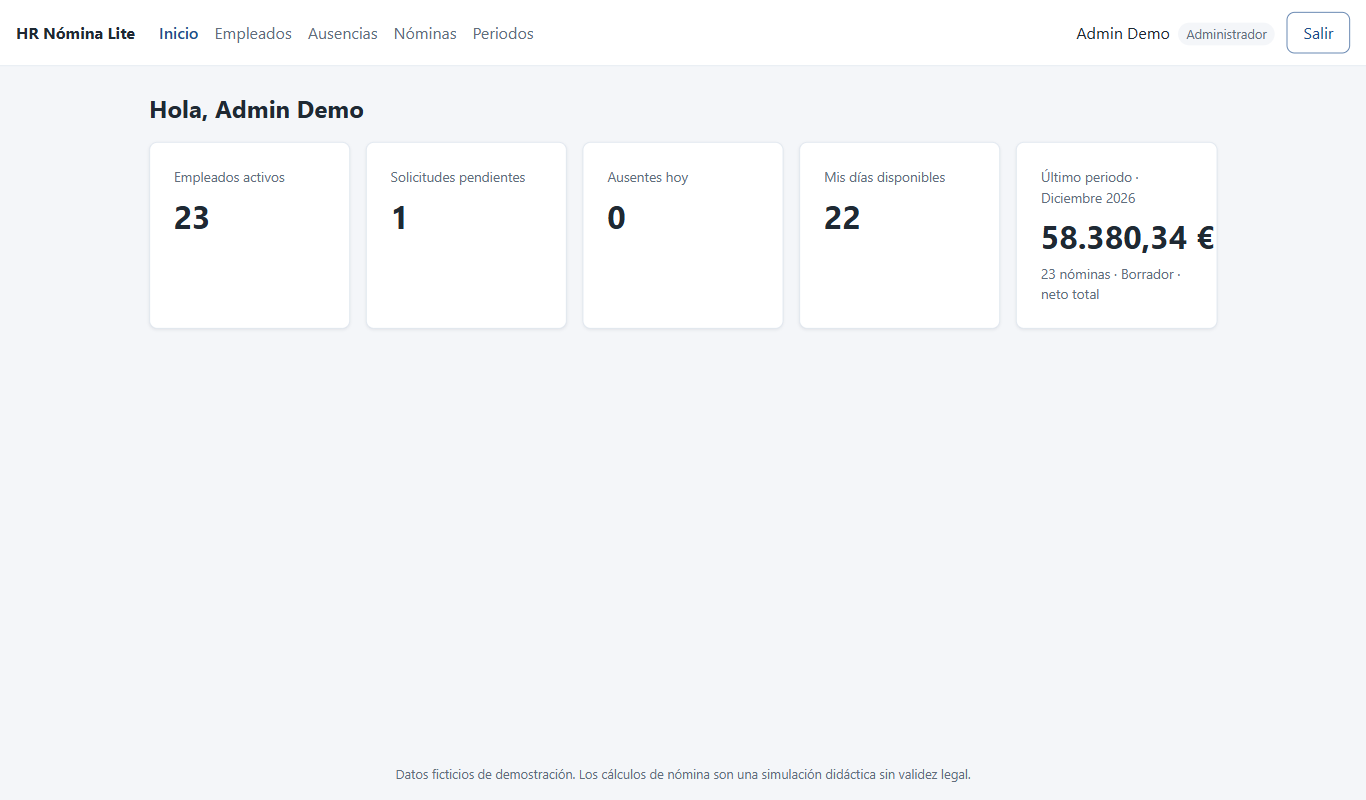 HR Nómina Lite Inicio Empleados Ausencias Nóminas Periodos Admin Demo Administrador Salir
Hola, Admin Demo
Empleados activos
23
Solicitudes pendientes
1
Ausentes hoy
0
Mis días disponibles
22
Último periodo ·
Diciembre 2026
58.380,34 €
23 nóminas · Borrador ·
neto total
Datos ficticios de demostración. Los cálculos de nómina son una simulación didáctica sin validez legal.